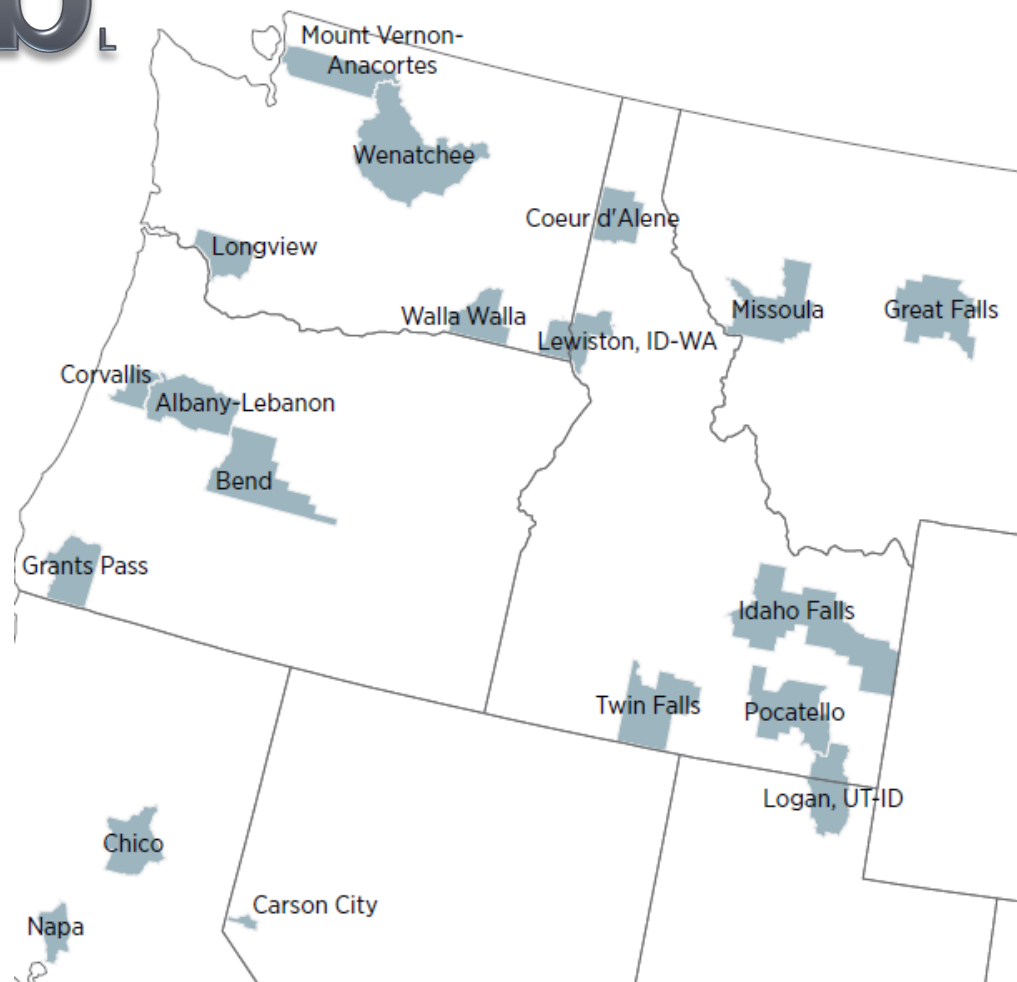 L
Mount Vernon-
Anacortes
Wenatchee
Coeur d'Alene
Longview
Missoula
Great Falls
Walla Walla
Lewiston, ID-WA
Corvallis
Albany-Lebanon
Bend
Grants Pass
Idaho Falls
Twin Falls
Pocatello
Logan, UT-ID
Chico
Carson City
Napa